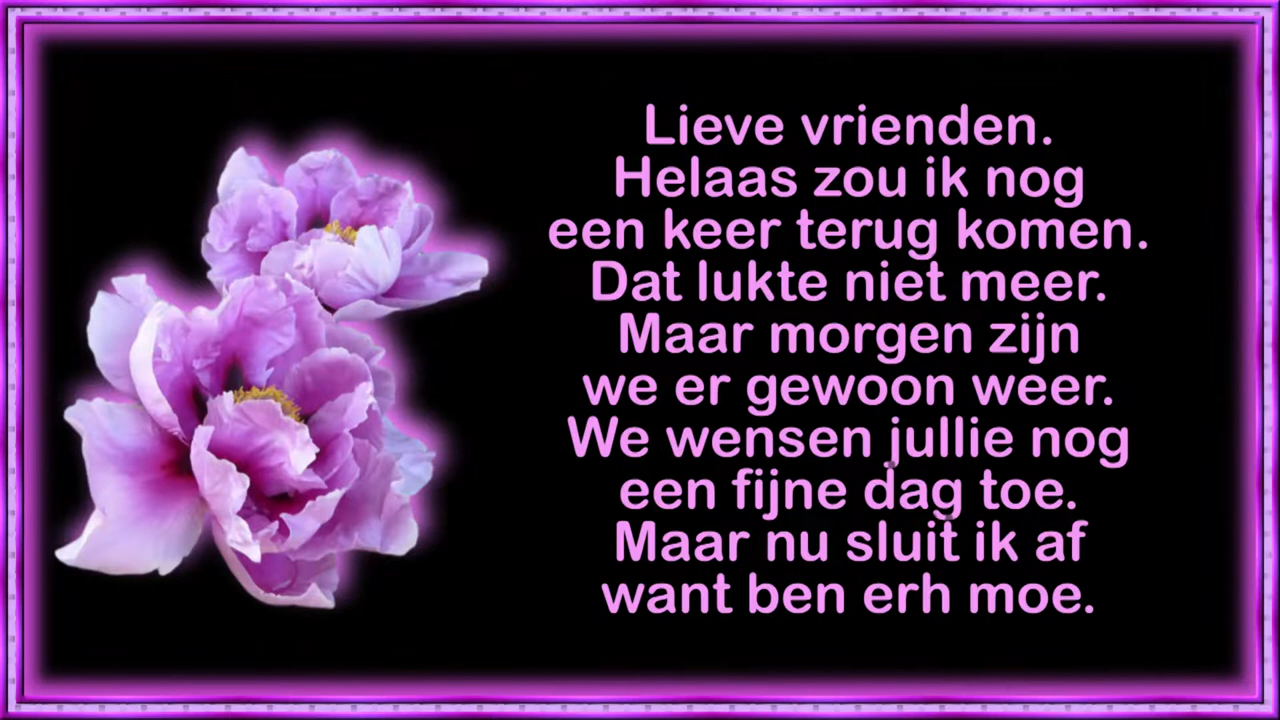 Lieve vrienden.
Helaas zou ik nog
een keer terug komen.
Dat lukte niet meer.
Maar morgen zijn
we er gewoon weer.
We wensen jullie nog
een fijne dag toe.
Maar nu sluit ik af
want ben erh moe.